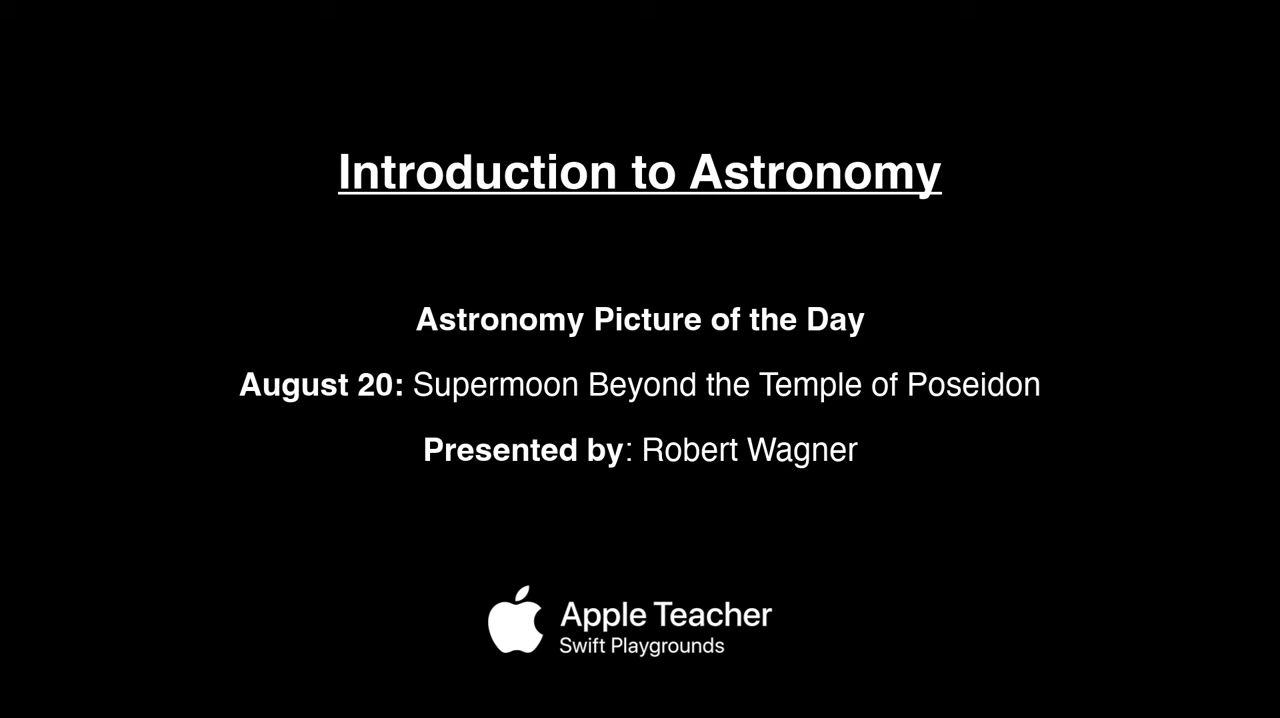 Introduction to Astronomy
Astronomy Picture of the Day
August 20: Supermoon Beyond the Temple of Poseidon
Presented by: Robert Wagner
Apple Teacher
Swift Playgrounds